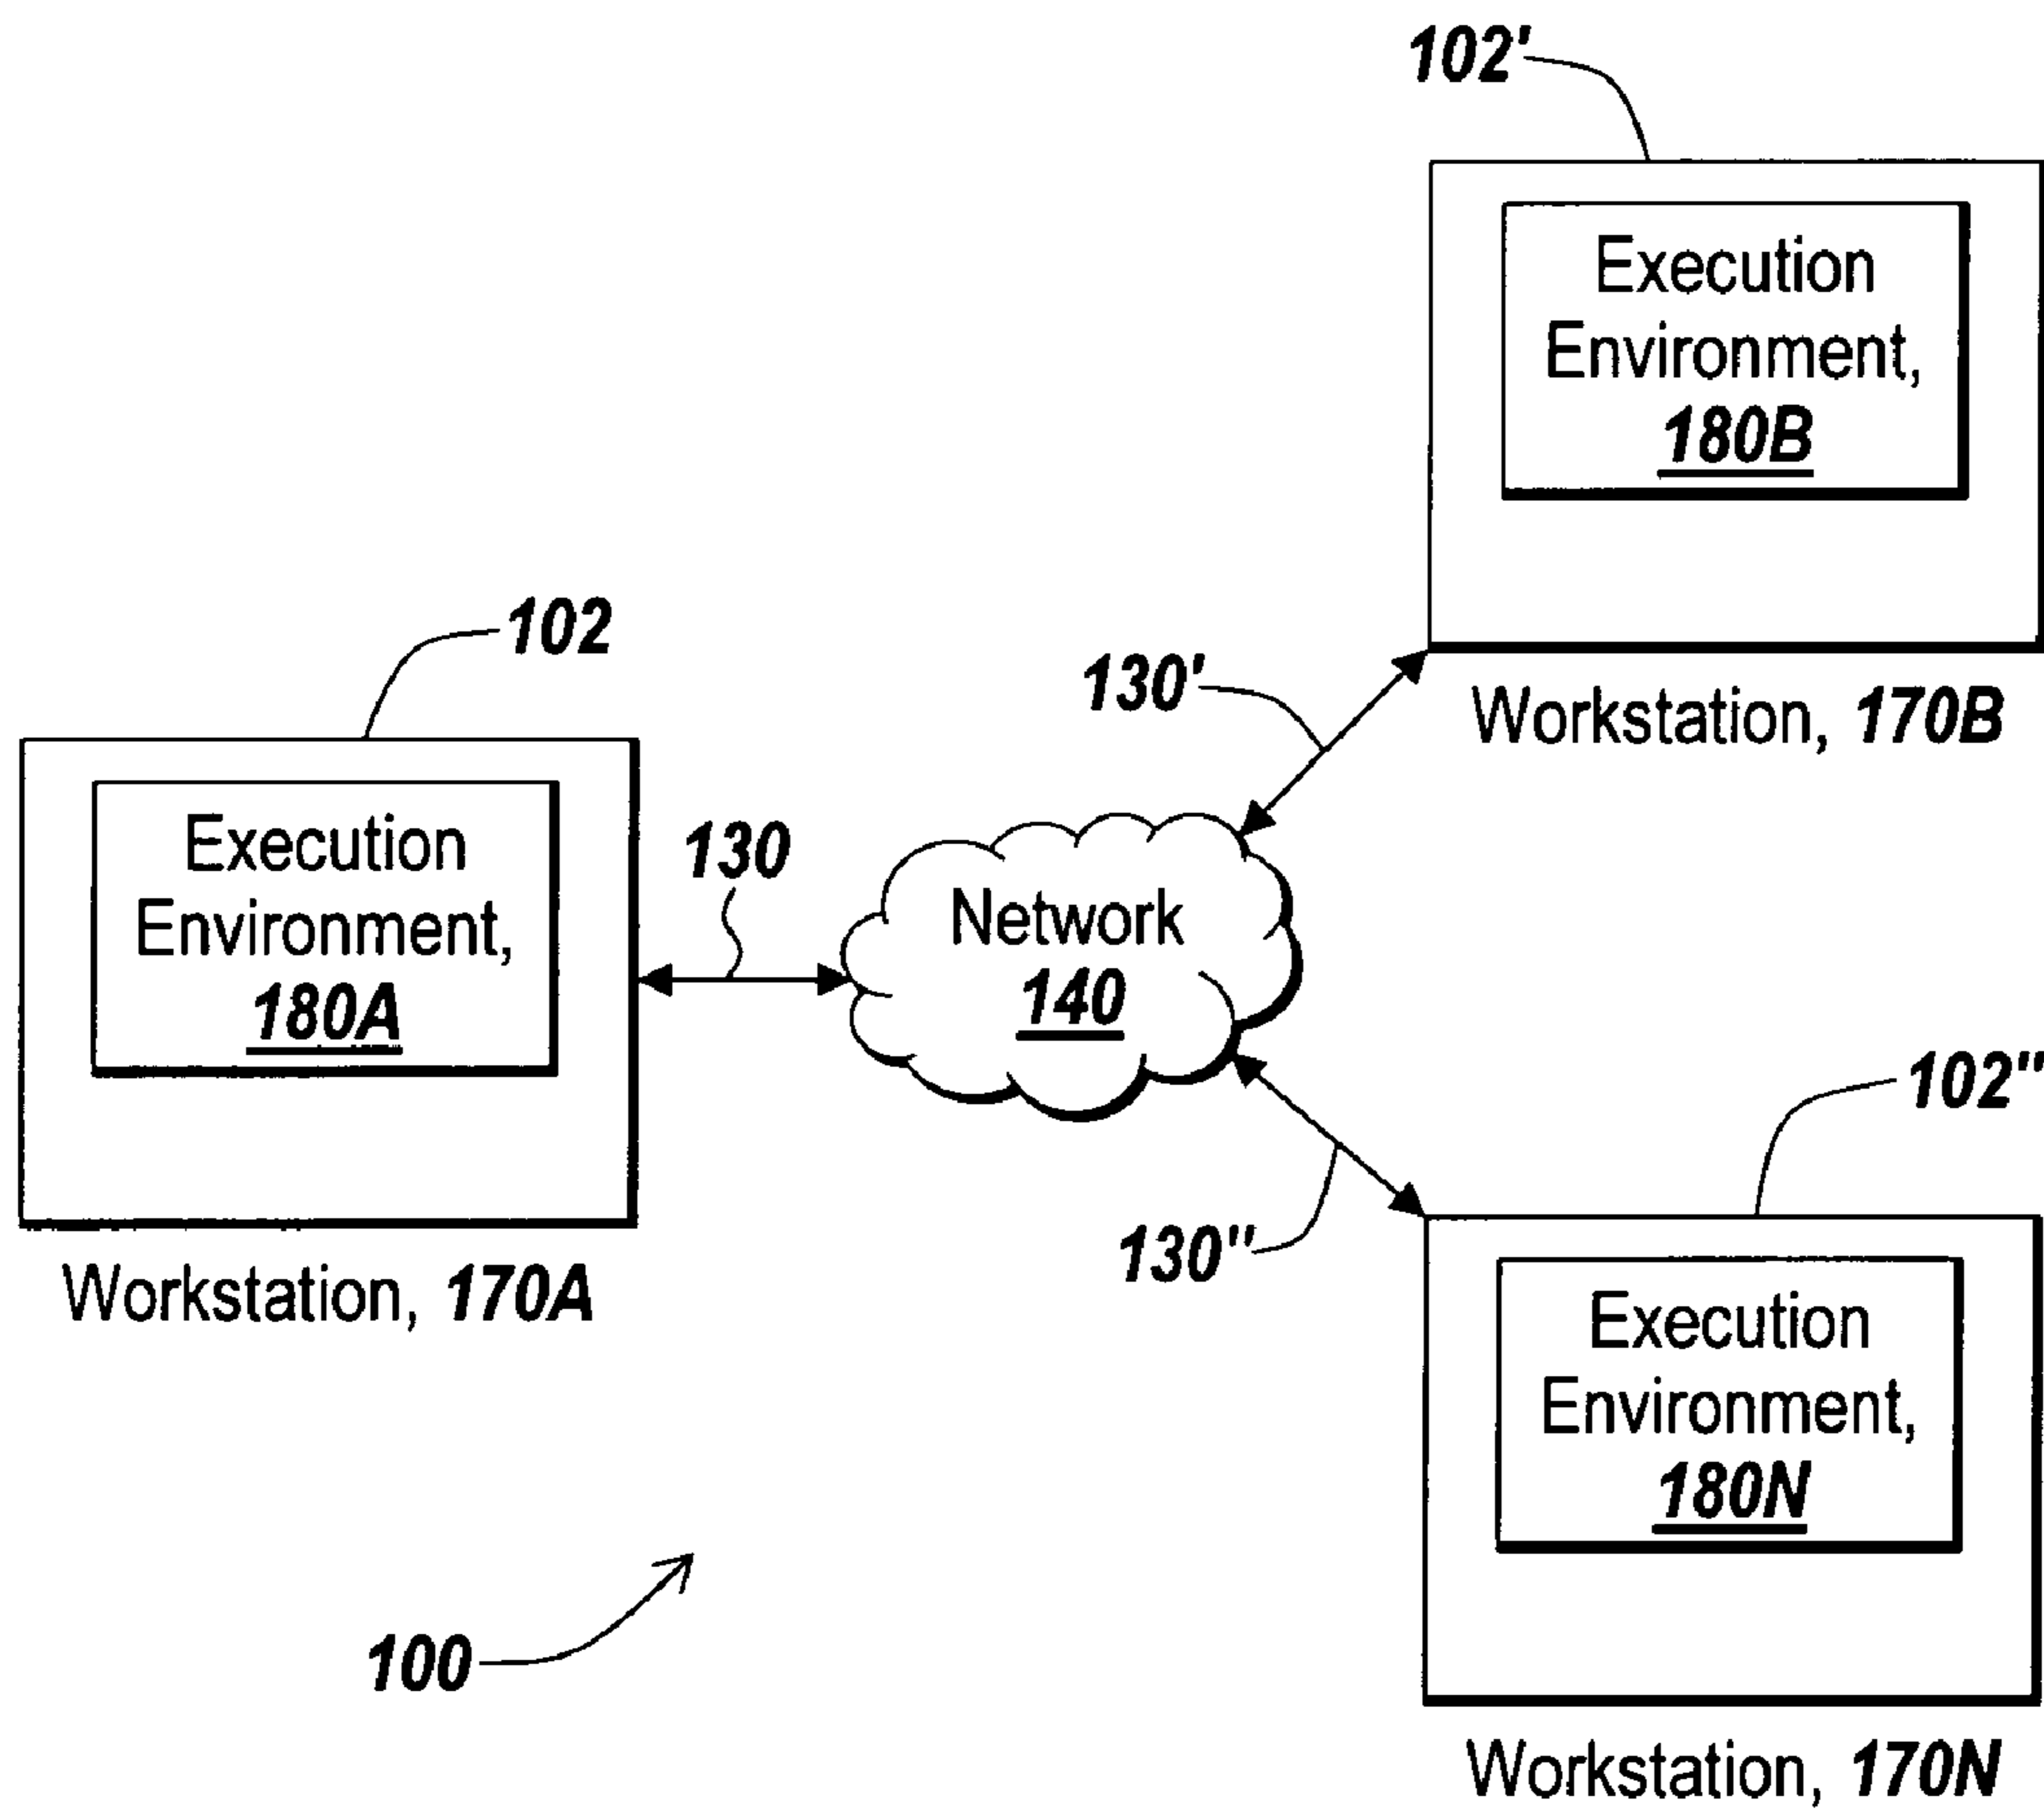 102'
Execution
Environment,
180B
102
130'
Workstation, 170B
Execution
Environment,
180A
130
Network
140
102"
130"
Workstation, 170A
Execution
Environment,
180N
100
Workstation, 170N